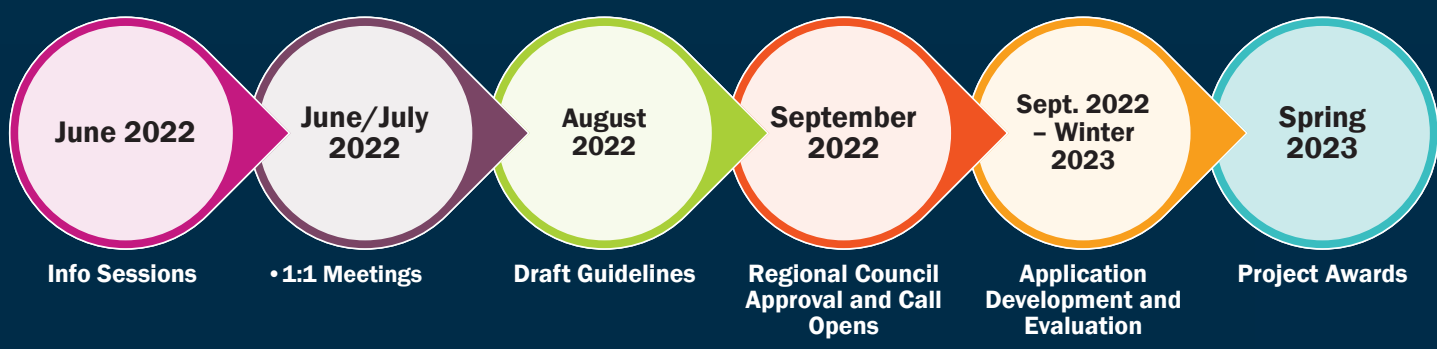 June 2022
June/July
2022
August
2022
September
2022
Sept. 2022
– Winter
2023
Spring
2023
Info Sessions
•1:1 Meetings
Draft Guidelines
Regional Council
Approval and Call
Opens
Application
Development and
Evaluation
Project Awards